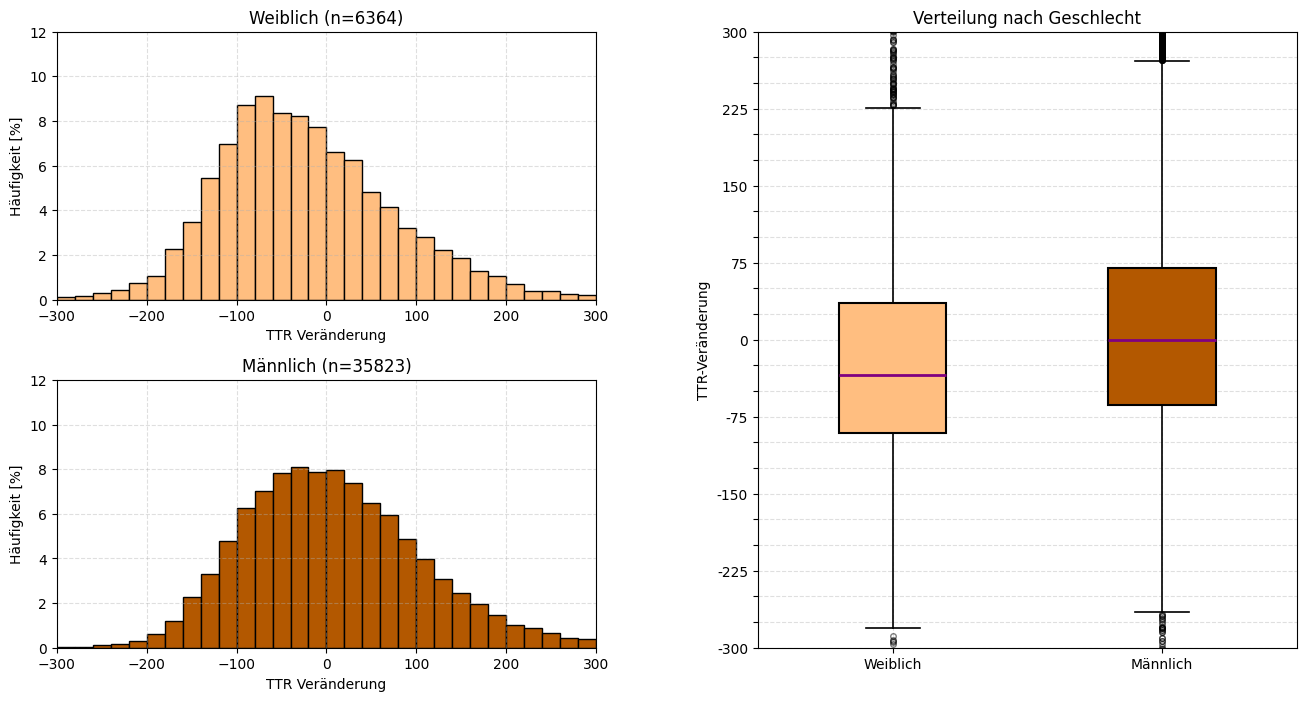 Weiblich (n=6364)
12
10
8
6
4
2
0
Häufigkeit [%]
−300 −200 −100 0 100 200 300
TTR Veränderung
Männlich (n=35823)
12
10
8
6
4
2
0
Häufigkeit [%]
−300 −200 −100 0 100 200 300
TTR Veränderung
Verteilung nach Geschlecht
300
225
150
75
0
-75
-150
-225
-300
TTR-Veränderung
Weiblich Männlich